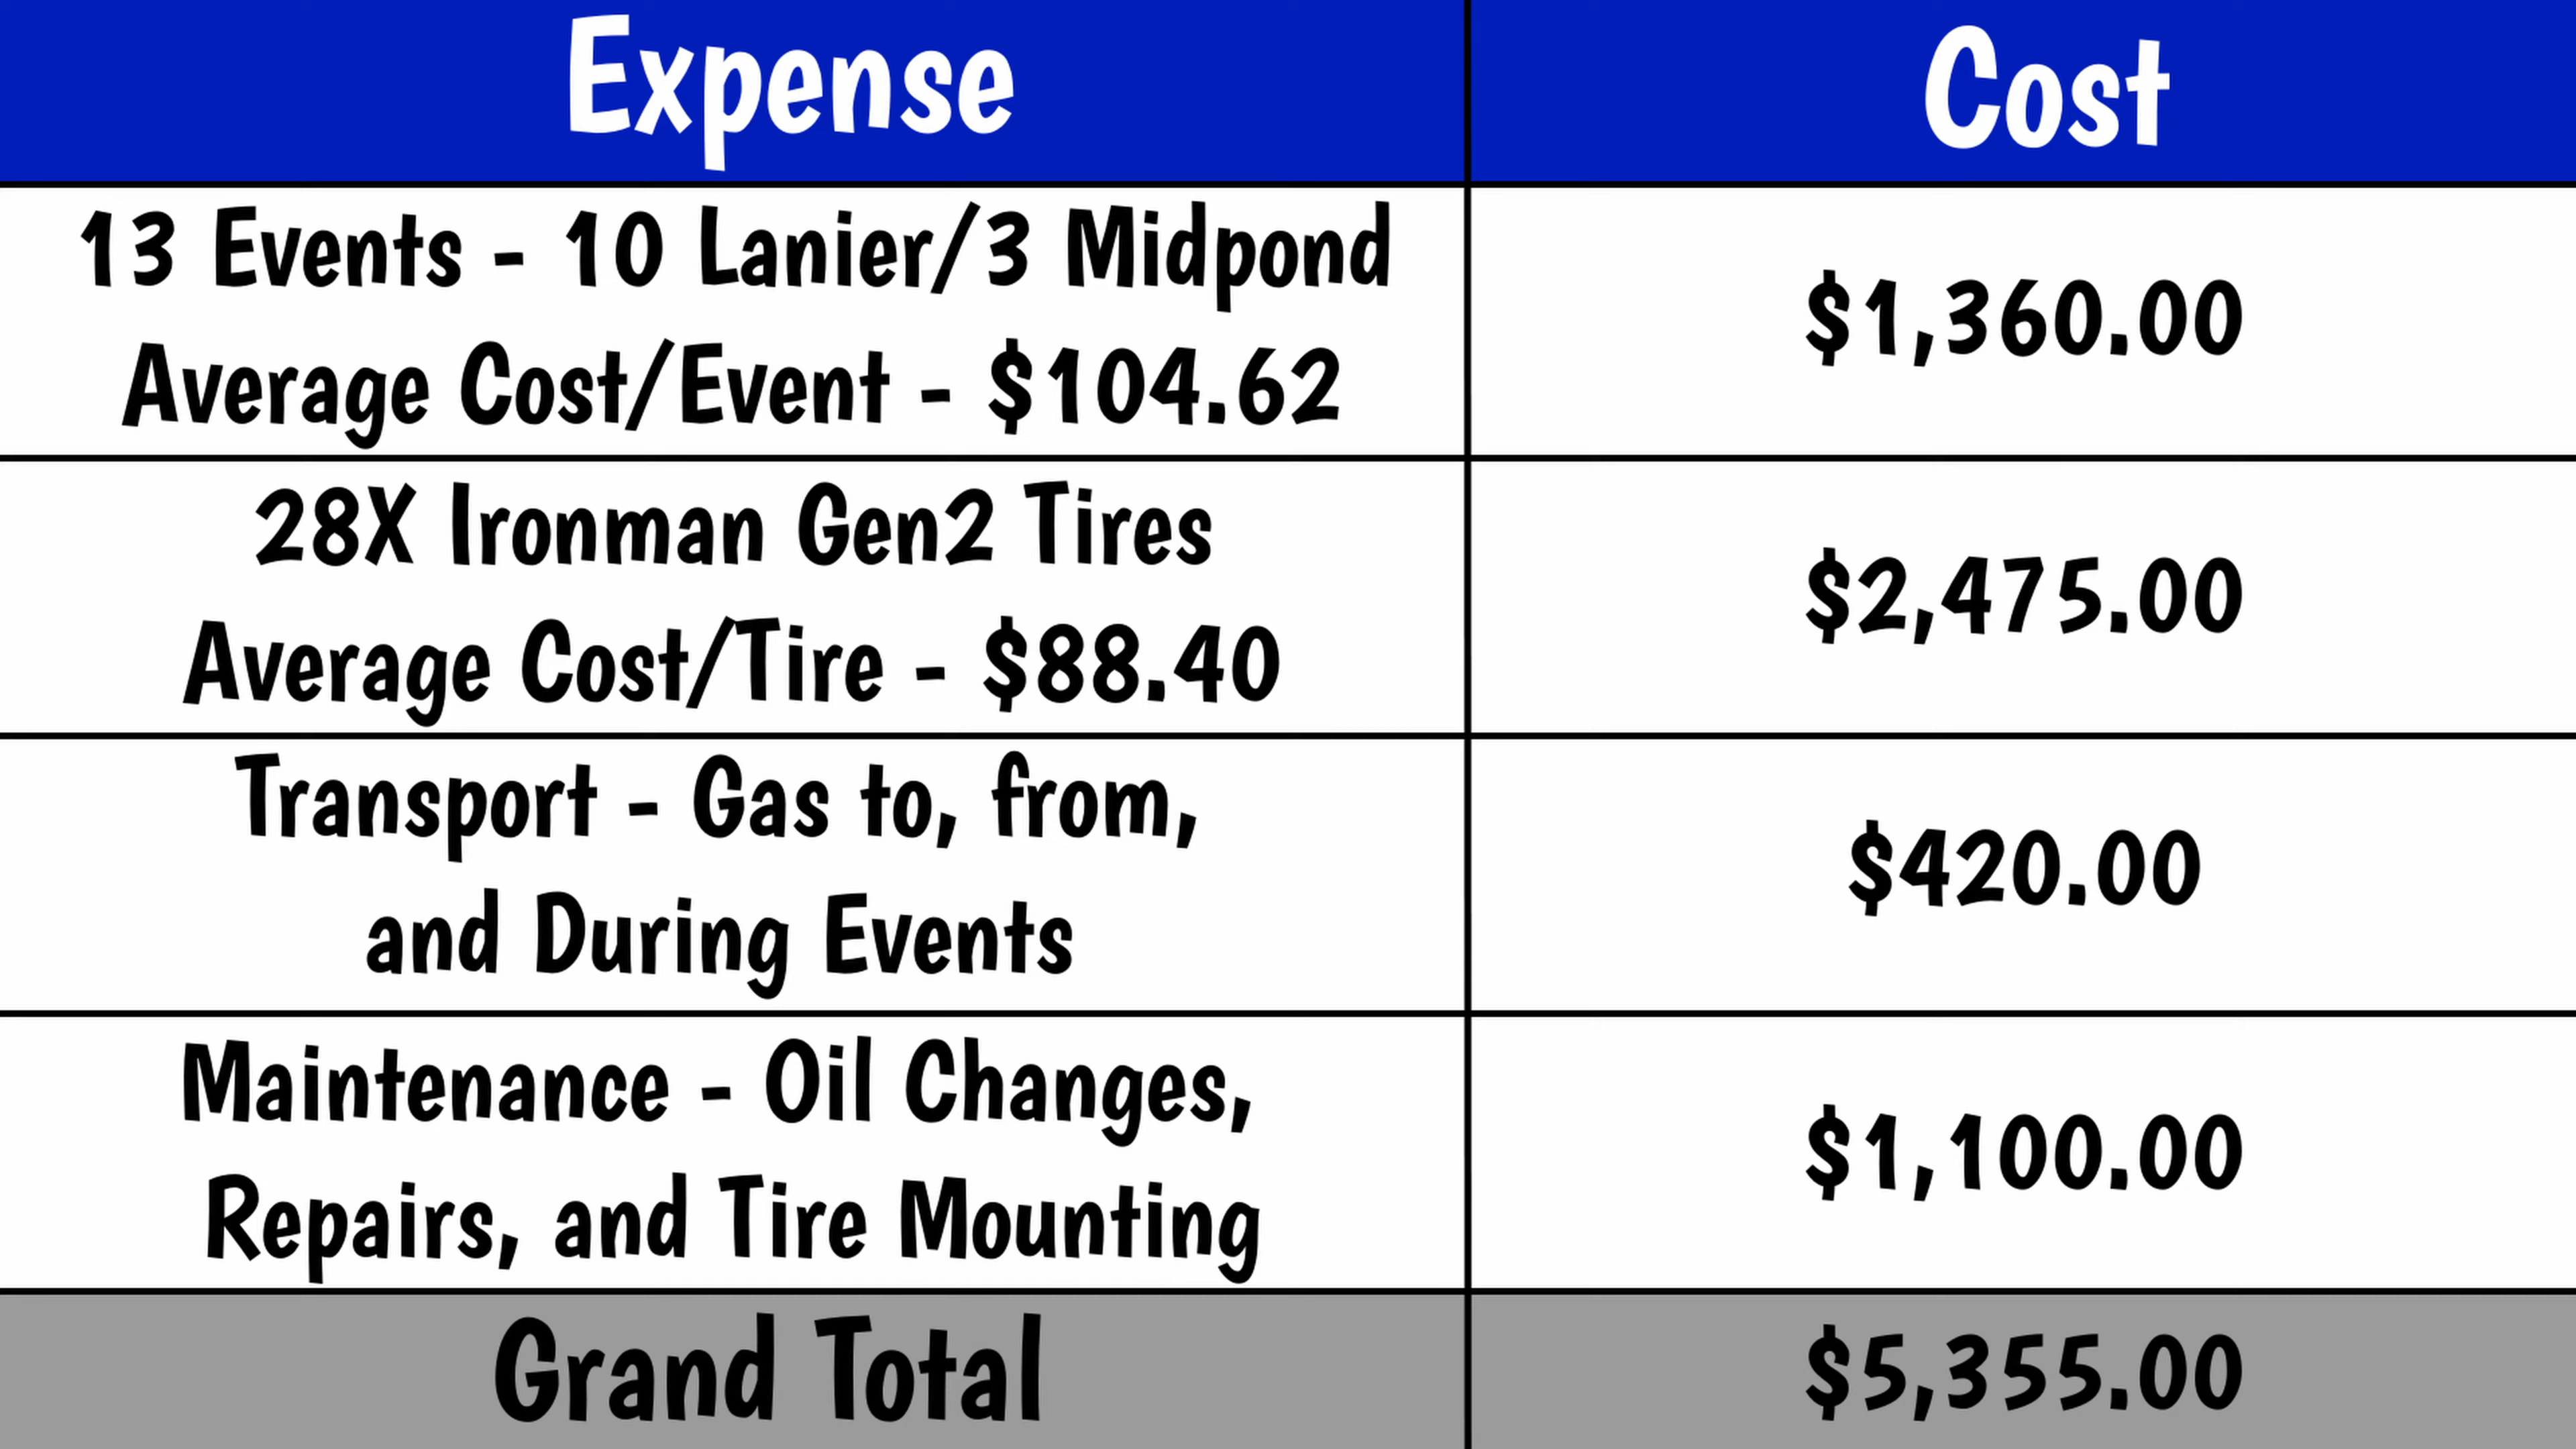 Expense
Cost
13 Events - 10 Lanier/3 Midpond
Average Cost/Event - $104.62
$1,360.00
28X Ironman Gen2 Tires
Average Cost/Tire - $88.40
$2,475.00
Transport - Gas to, from,
and During Events
$420.00
Maintenance - Oil Changes,
Repairs, and Tire Mounting
$1,100.00
Grand Total
$5,355.00